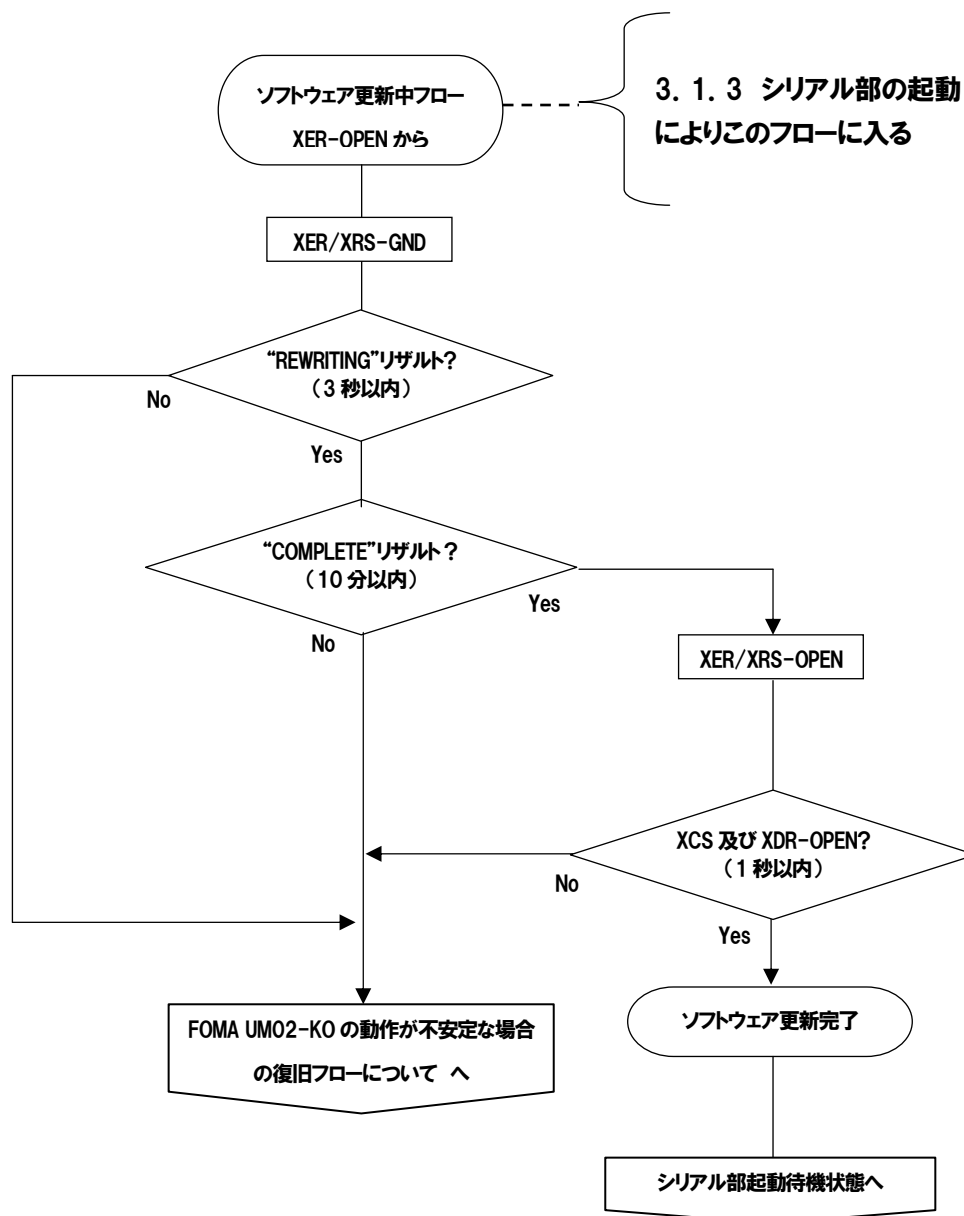 ソフトウェア更新中フロー
XER-OPEN から
3．1．3 シリアル部の起動
によりこのフローに入る
XER/XRS-GND
“REWRITING”リザルト?
（3 秒以内）
No
Yes
“COMPLETE”リザルト？
（10 分以内）
Yes
No
XER/XRS-OPEN
XCS 及び XDR-OPEN?
（1 秒以内）
No
Yes
FOMA UM02-KO の動作が不安定な場合
の復旧フローについて へ
ソフトウェア更新完了
シリアル部起動待機状態へ